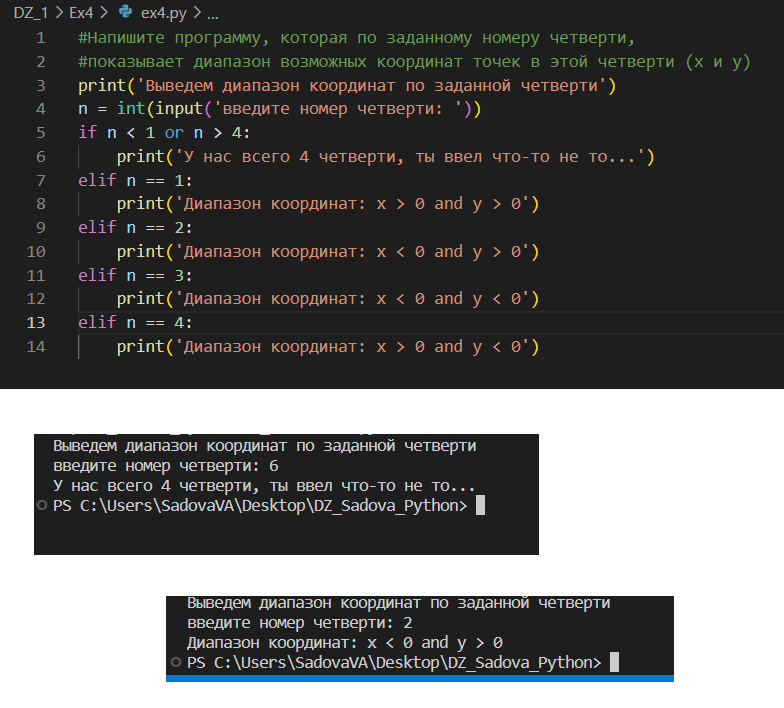 DZ_1 > Ex4 > ex4.py > ...
1 #Напишите программу, которая по заданному номеру четверти,
2 #показывает диапазон возможных координат точек в этой четверти (x и y)
3 print('Выведем диапазон координат по заданной четверти')
4 n = int(input('введите номер четверти: '))
5 if n < 1 or n > 4:
6     print('У нас всего 4 четверти, ты ввел что-то не то...')
7 elif n == 1:
8     print('Диапазон координат: x > 0 and y > 0')
9 elif n == 2:
10     print('Диапазон координат: x < 0 and y > 0')
11 elif n == 3:
12     print('Диапазон координат: x < 0 and y < 0')
13 elif n == 4:
14     print('Диапазон координат: x > 0 and y < 0')
Выведем диапазон координат по заданной четверти
введите номер четверти: 6
У нас всего 4 четверти, ты ввел что-то не то...
PS C:\Users\SadovaVA\Desktop\DZ_Sadova_Python>
Выведем диапазон координат по заданной четверти
введите номер четверти: 2
Диапазон координат: x < 0 and y > 0
PS C:\Users\SadovaVA\Desktop\DZ_Sadova_Python>